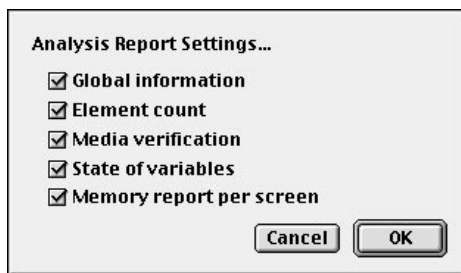 Analysis Report Settings...
Global information
Element count
Media verification
State of variables
Memory report per screen
Cancel OK